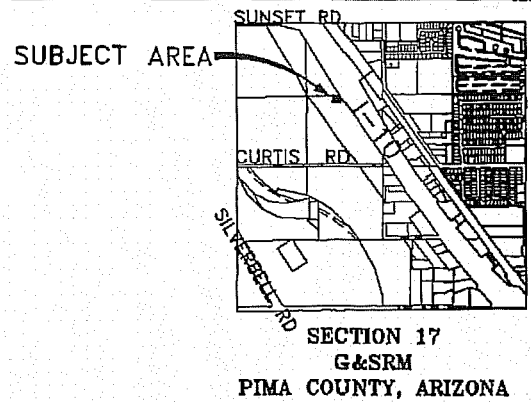 SUNSET RD
SUBJECT AREA
CURTIS RD
SILVERBELL RD
SECTION 17
G&SRM
PIMA COUNTY, ARIZONA